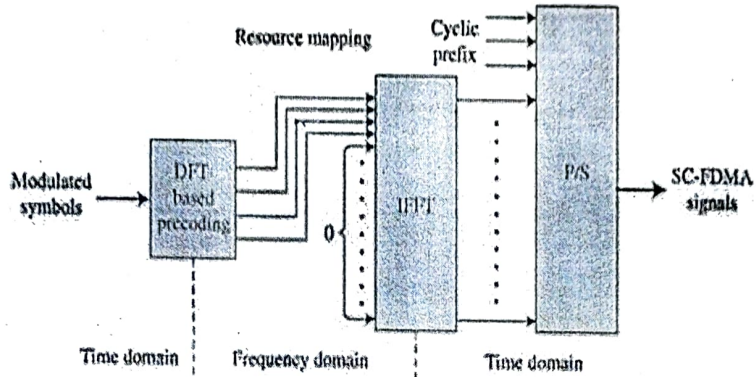 Resource mapping
Cyclic
prefix
Modulated
symbols
DFT-
based
precoding
0
IFFT
P/S
SC-FDMA
signals
Time domain
Frequency domain
Time domain